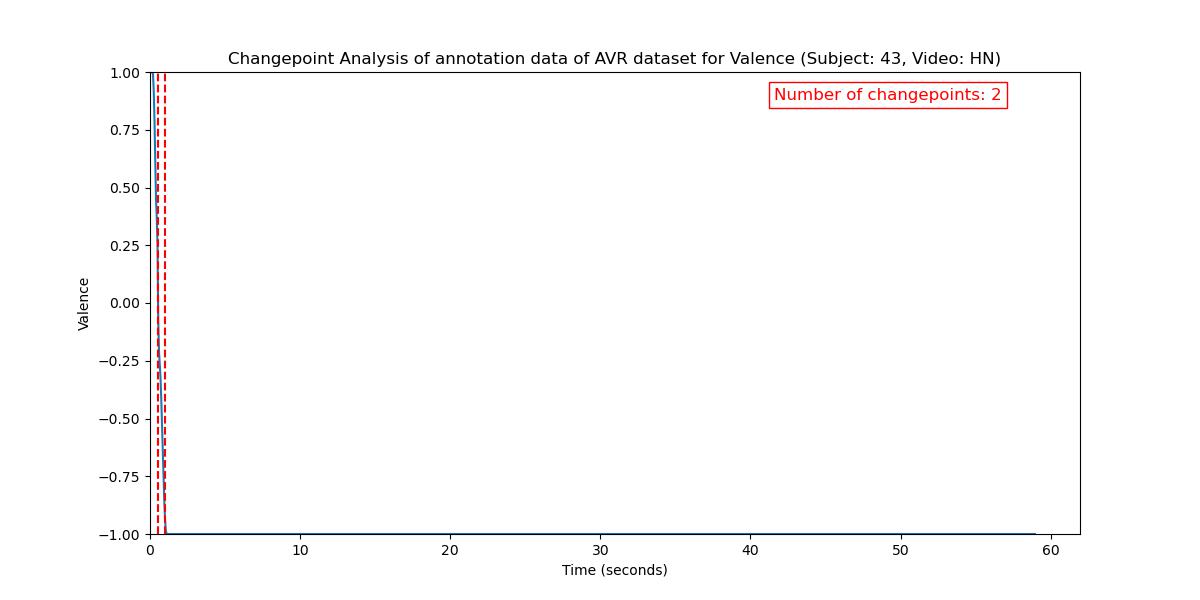 Changepoint Analysis of annotation data of AVR dataset for Valence (Subject: 43, Video: HN)
Number of changepoints: 2
1.00
0.75
0.50
0.25
0.00
−0.25
−0.50
−0.75
−1.00
Valence
0 10 20 30 40 50 60
Time (seconds)